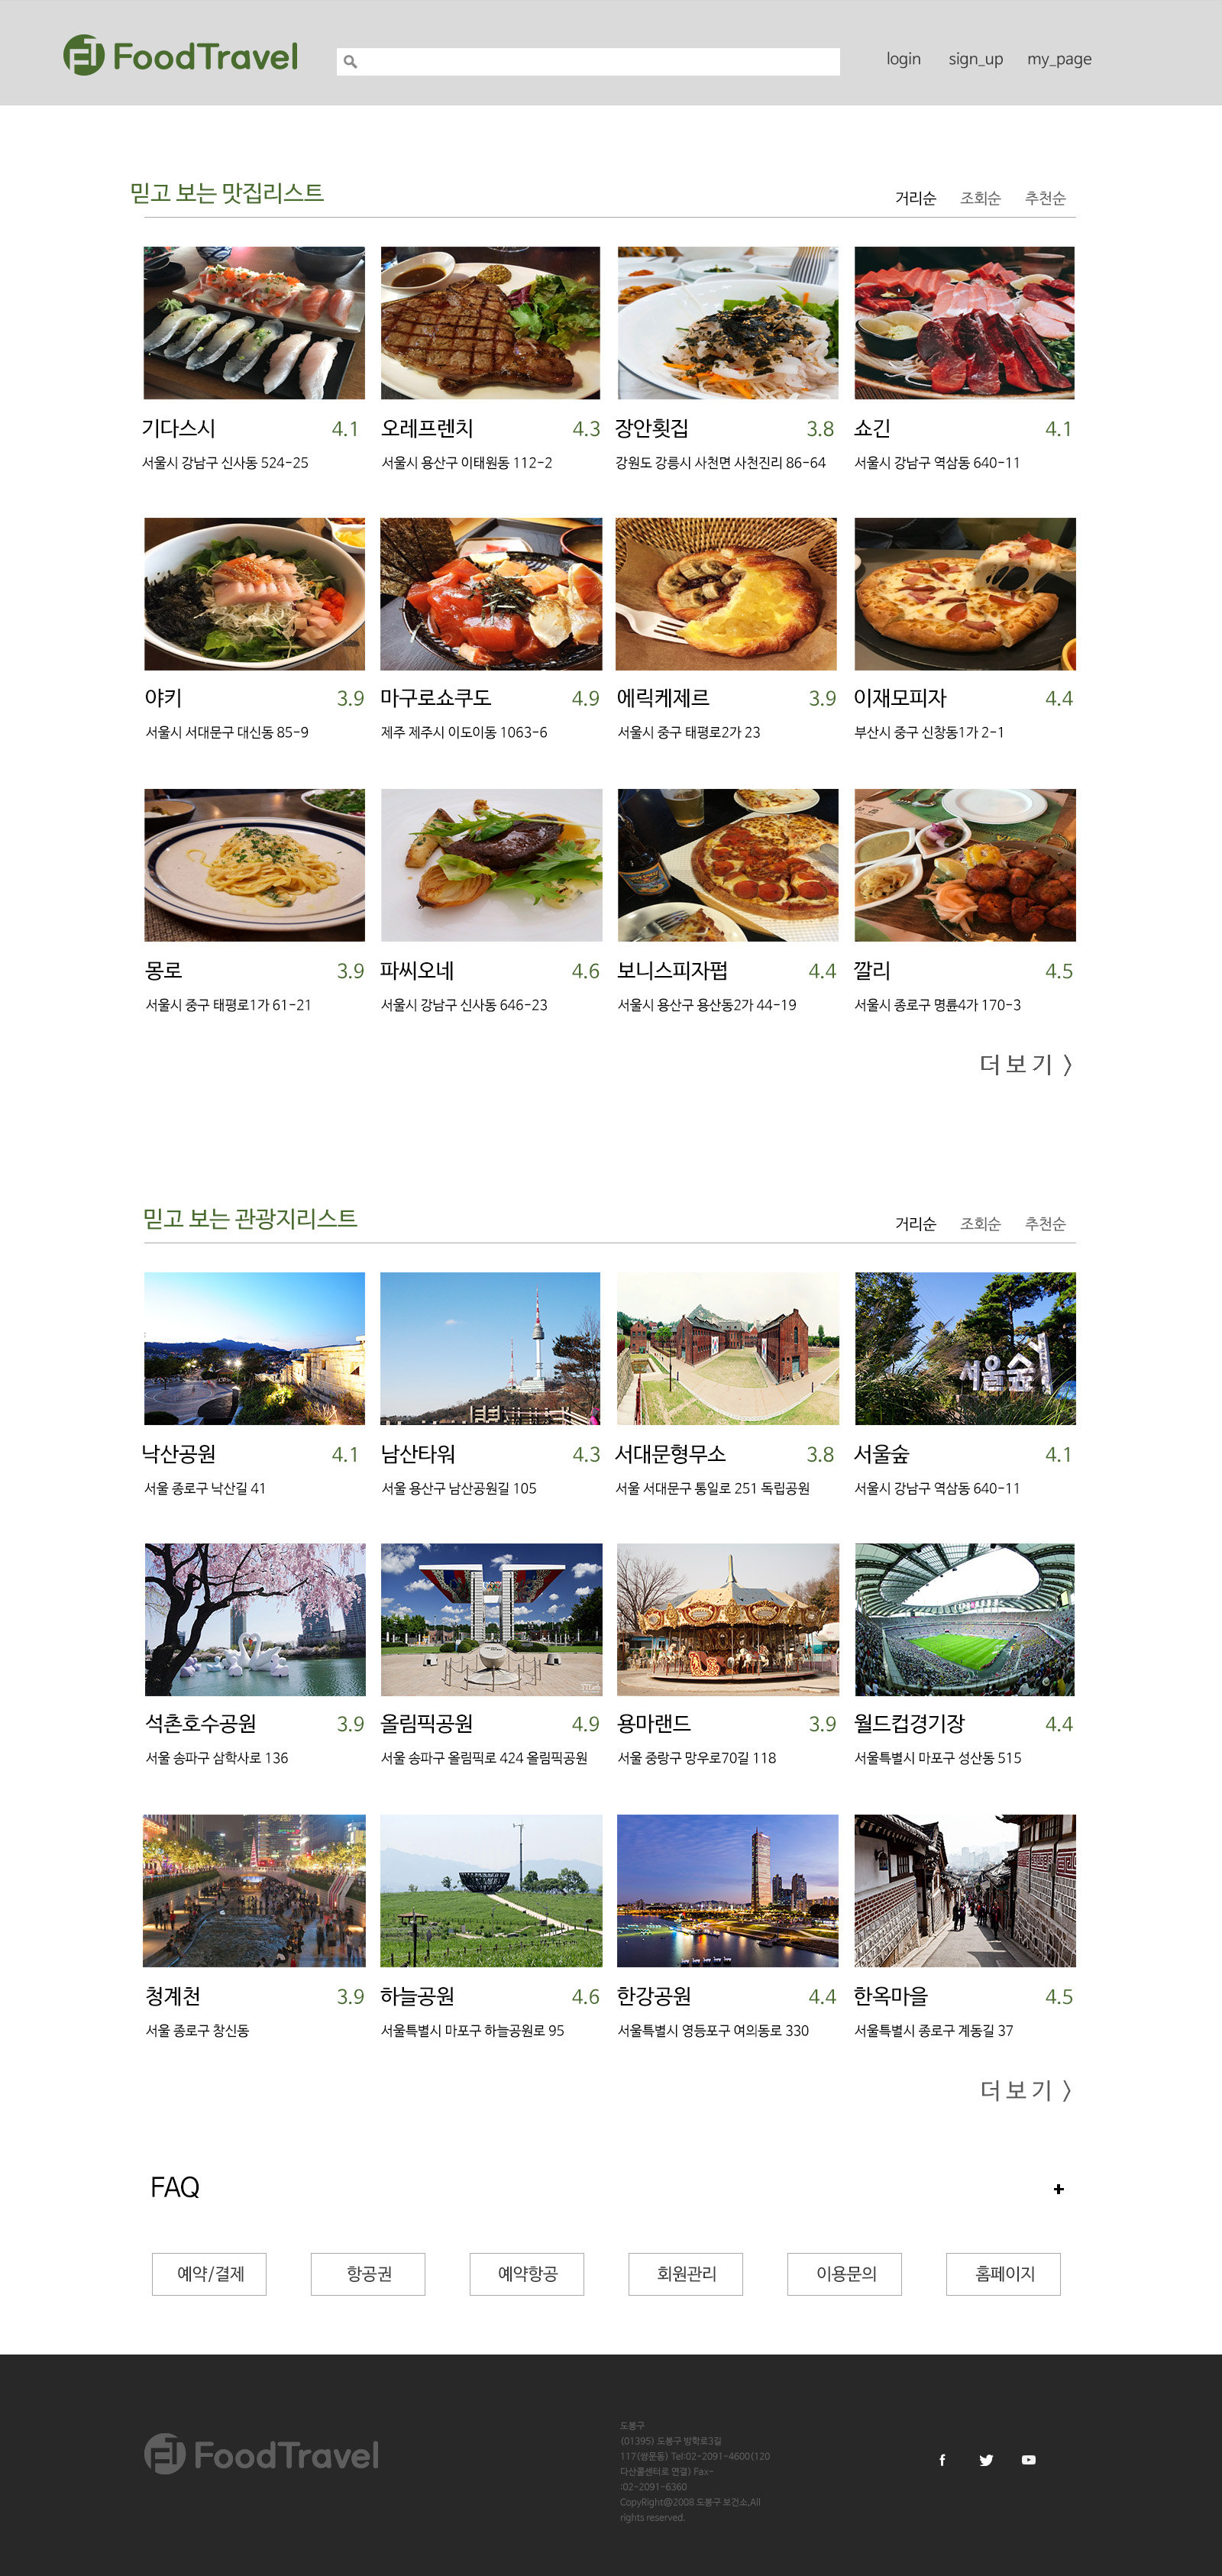 FoodTravel
login sign_up my_page
믿고 보는 맛집리스트
거리순 조회순 추천순
기다스시 4.1 오레프렌치 4.3 장안횟집 3.8 쇼긴 4.1
서울시 강남구 신사동 524-25 서울시 용산구 이태원동 112-2 강원도 강릉시 사천면 사천진리 86-64 서울시 강남구 역삼동 640-11
야키 3.9 마구로쇼쿠도 4.9 에릭케제르 3.9 이재모피자 4.4
서울시 서대문구 대신동 85-9 제주 제주시 이도이동 1063-6 서울시 중구 태평로2가 23 부산시 중구 신창동1가 2-1
몽로 3.9 파씨오네 4.6 보니스피자펍 4.4 깔리 4.5
서울시 중구 태평로1가 61-21 서울시 강남구 신사동 646-23 서울시 용산구 용산동2가 44-19 서울시 종로구 명륜4가 170-3
더 보 기 〉
믿고 보는 관광지리스트
거리순 조회순 추천순
서울숲
낙산공원 4.1 남산타워 4.3 서대문형무소 3.8 서울숲 4.1
서울 종로구 낙산길 41 서울 용산구 남산공원길 105 서울 서대문구 통일로 251 독립공원 서울시 강남구 역삼동 640-11
석촌호수공원 3.9 올림픽공원 4.9 용마랜드 3.9 월드컵경기장 4.4
서울 송파구 삼학사로 136 서울 송파구 올림픽로 424 올림픽공원 서울 중랑구 망우로70길 118 서울특별시 마포구 성산동 515
청계천 3.9 하늘공원 4.6 한강공원 4.4 한옥마을 4.5
서울 종로구 창신동 서울특별시 마포구 하늘공원로 95 서울특별시 영등포구 여의동로 330 서울특별시 종로구 계동길 37
더 보 기 〉
FAQ +
예약/결제 항공권 예약항공 회원관리 이용문의 홈페이지
FoodTravel
도봉구
(01395) 도봉구 방학로3길
117(쌍문동) Tel:02-2091-4600(120
다산콜센터로 연결) Fax-
:02-2091-6360
CopyRight@2008 도봉구 보건소.All
rights reserved.